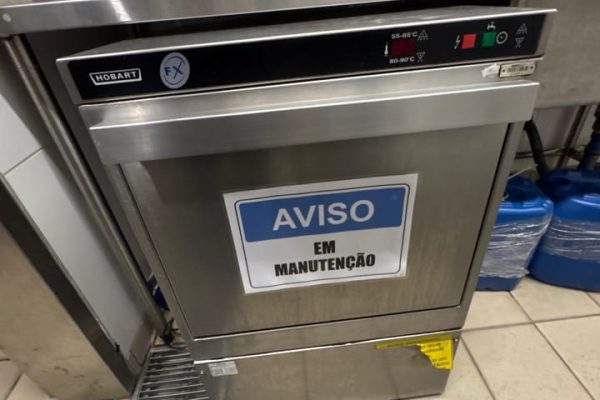 HOBART
FX
55-65°C
80-90°C
AVISO
EM
MANUTENÇÃO